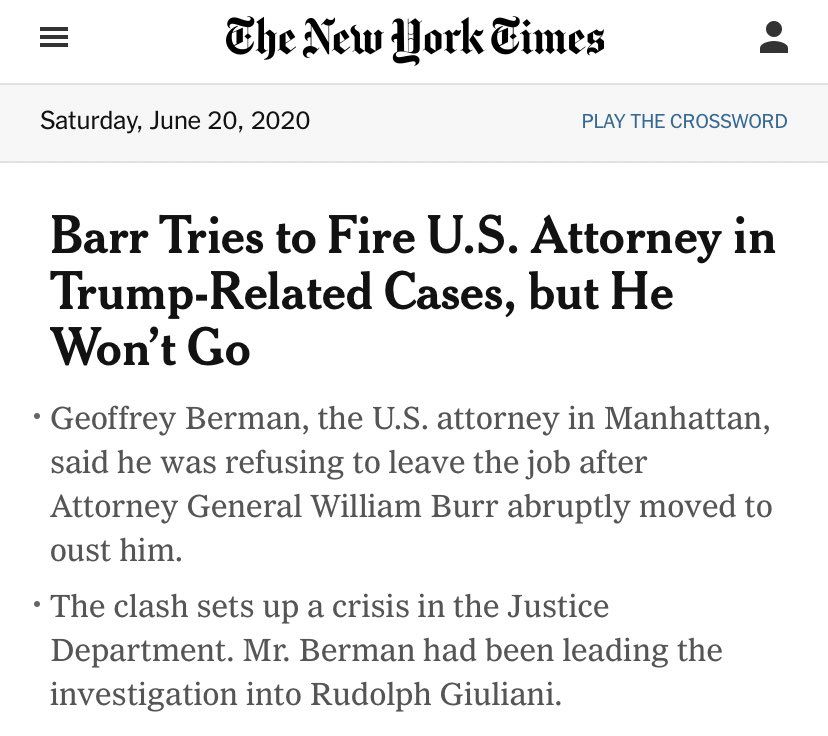 The New York Times
Saturday, June 20, 2020
PLAY THE CROSSWORD
Barr Tries to Fire U.S. Attorney in
Trump-Related Cases, but He
Won’t Go
• Geoffrey Berman, the U.S. attorney in Manhattan,
said he was refusing to leave the job after
Attorney General William Burr abruptly moved to
oust him.
• The clash sets up a crisis in the Justice
Department. Mr. Berman had been leading the
investigation into Rudolph Giuliani.